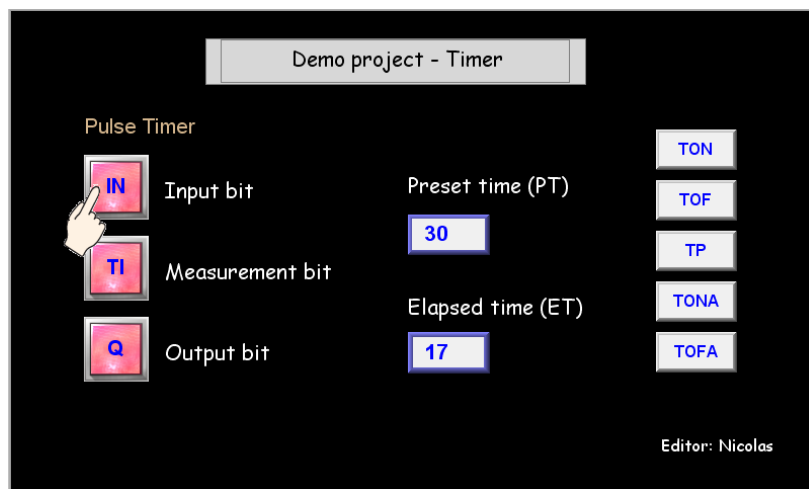 Demo project - Timer
Pulse Timer
IN
Input bit
TI
Measurement bit
Q
Output bit
Preset time (PT)
30
Elapsed time (ET)
17
TON
TOF
TP
TONA
TOFA
Editor: Nicolas